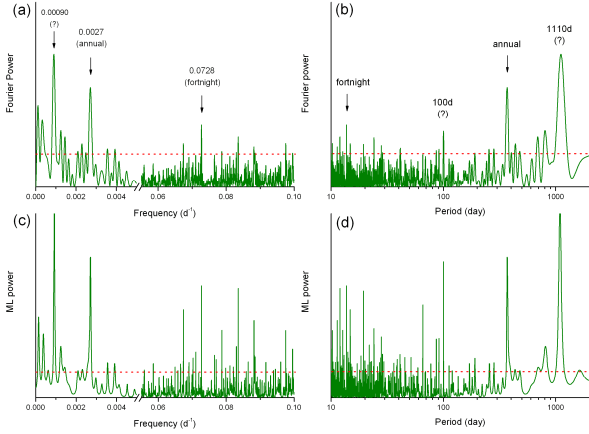 (a)
0.00090
(?)
0.0027
(annual)
0.0728
(fortnight)
Fourier Power
0.000
0.002
0.004
0.06
0.08
0.10
Frequency (d⁻¹)
(b)
fortnight
100d
(?)
annual
1110d
(?)
Fourier Power
10
100
1000
Period (day)
(c)
ML power
0.000
0.002
0.004
0.06
0.08
0.10
Frequency (d⁻¹)
(d)
ML power
10
100
1000
Period (day)